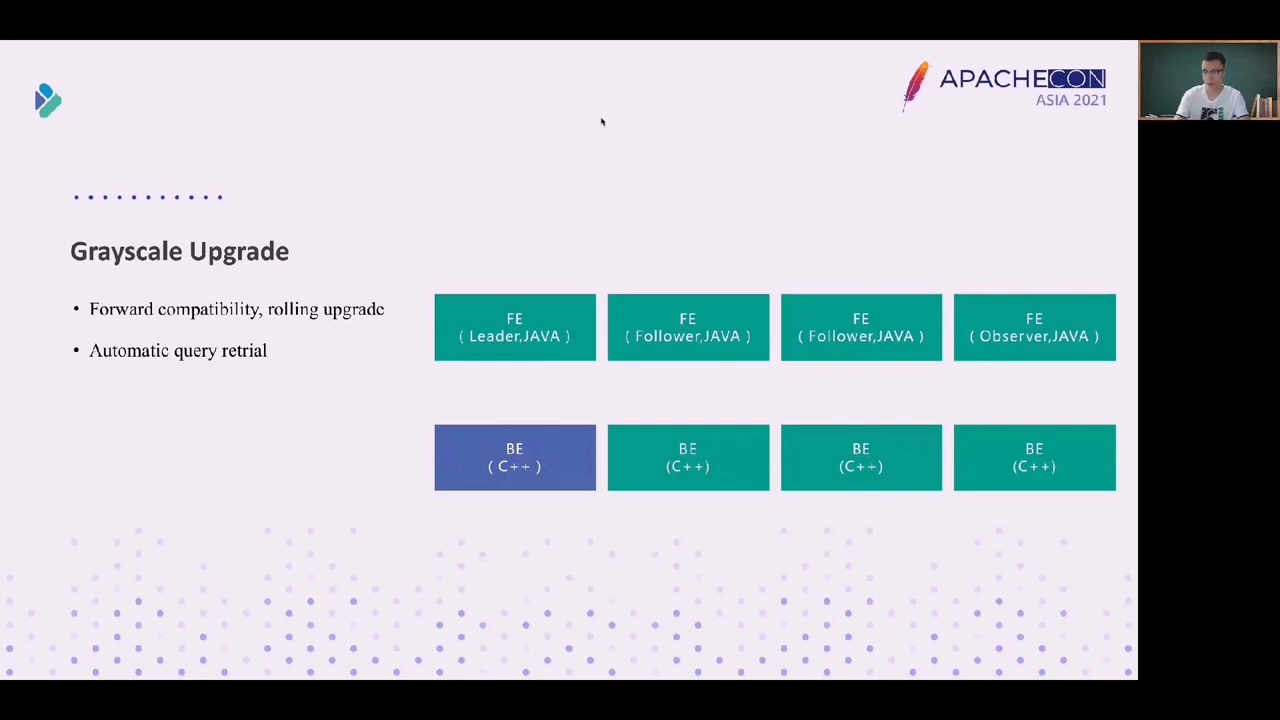 APACHECON
ASIA 2021
Grayscale Upgrade
• Forward compatibility, rolling upgrade
• Automatic query retrial
FE
( Leader,JAVA )
FE
( Follower,JAVA )
FE
( Follower,JAVA )
FE
( Observer,JAVA )
BE
( C++ )
BE
(C++)
BE
(C++)
BE
(C++)